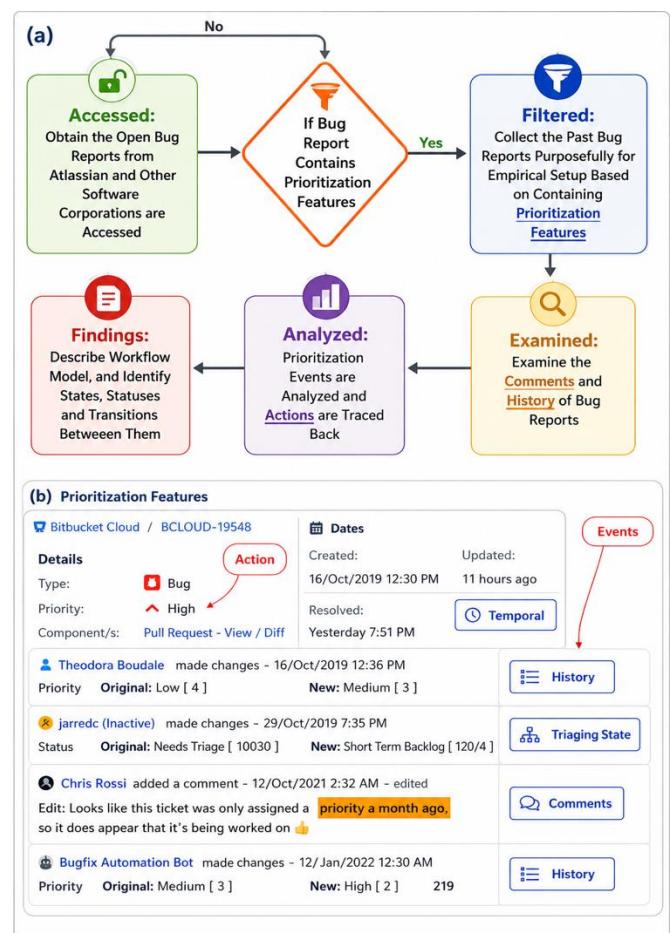 (a)
No
Accessed:
Obtain the Open Bug
Reports from
Atlassian and Other
Software
Corporations are
Accessed
If Bug
Report
Contains
Prioritization
Features
Yes
Filtered:
Collect the Past Bug
Reports Purposefully for
Empirical Setup Based
on Containing
Prioritization
Features
Findings:
Describe Workflow
Model, and Identify
States, Statuses
and Transitions
Betweeen Them
Analyzed:
Prioritization
Events are
Analyzed and
Actions are Traced
Back
Examined:
Examine the
Comments and
History of Bug
Reports
(b) Prioritization Features
Bitbucket Cloud / BCLOUD-19548
Details
Type: Bug
Priority: High
Component/s: Pull Request - View / Diff
Action
Dates
Created: Updated:
16/Oct/2019 12:30 PM 11 hours ago
Resolved:
Yesterday 7:51 PM
Temporal
Events
Theodora Boudale made changes - 16/Oct/2019 12:36 PM
Priority Original: Low [ 4 ] New: Medium [ 3 ]
History
jarredc (Inactive) made changes - 29/Oct/2019 7:35 PM
Status Original: Needs Triage [ 10030 ] New: Short Term Backlog [ 120/4 ]
Triaging State
Chris Rossi added a comment - 12/Oct/2021 2:32 AM - edited
Edit: Looks like this ticket was only assigned a priority a month ago,
so it does appear that it's being worked on 👍
Comments
Bugfix Automation Bot made changes - 12/Jan/2022 12:30 AM
Priority Original: Medium [ 3 ] New: High [ 2 ] 219
History